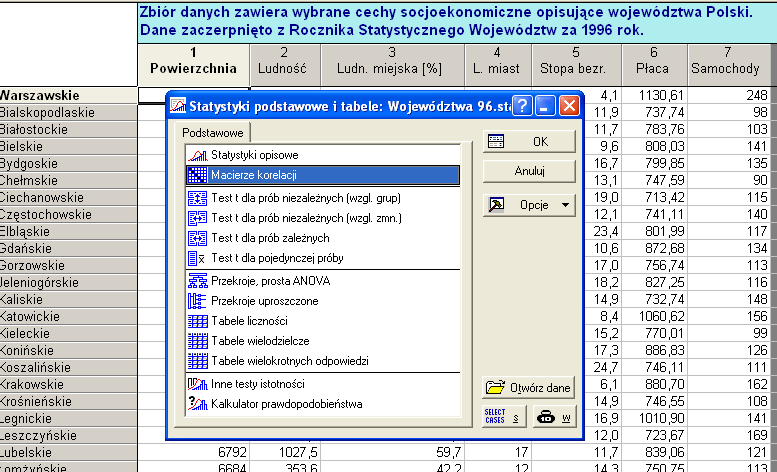 Zbiór danych zawiera wybrane cechy socjoekonomiczne opisujące województwa Polski.
Dane zaczerpnięto z Rocznika Statystycznego Województw za 1996 rok.
1 2 3 4 5 6 7
Powierzchnia Ludność Ludn. miejska [%] L. miast Stopa bezr. Płaca Samochody
Warszawskie 4,1 1130,61 248
Bialskopodlaskie 11,9 737,74 98
Białostockie 11,7 783,76 103
Bielskie 9,6 808,03 141
Bydgoskie 16,7 799,85 135
Chełmskie 13,1 747,59 90
Ciechanowskie 19,0 713,42 115
Częstochowskie 12,1 741,11 140
Elbląskie 23,4 801,99 117
Gdańskie 10,6 872,68 134
Gorzowskie 17,0 756,74 113
Jeleniogórskie 18,2 827,25 116
Kaliskie 14,9 732,74 148
Katowickie 8,4 1060,62 156
Kieleckie 15,2 770,01 99
Konińskie 17,3 886,83 126
Koszalińskie 24,7 746,11 111
Krakowskie 6,1 880,70 162
Krośnieńskie 14,9 746,55 108
Legnickie 16,9 1010,90 141
Leszczyńskie 12,0 723,67 169
Lubelskie 6792 1027,5 59,7 17 11,7 839,06 121
Łomżyńskie 6684 353,6 42,2 12 14,3 750,75 113
Statystyki podstawowe i tabele: Województwa 96.sta
Podstawowe
Statystyki opisowe
Macierze korelacji
Test t dla prób niezależnych (wzgl. grup)
Test t dla prób niezależnych (wzgl. zmn.)
Test t dla prób zależnych
Test t dla pojedynczej próby
Przekroje, prosta ANOVA
Przekroje uproszczone
Tabele liczności
Tabele wielodzielcze
Tabele wielokrotnych odpowiedzi
Inne testy istotności
Kalkulator prawdopodobieństwa
OK
Anuluj
Opcje
Otwórz dane
SELECT CASES S
W